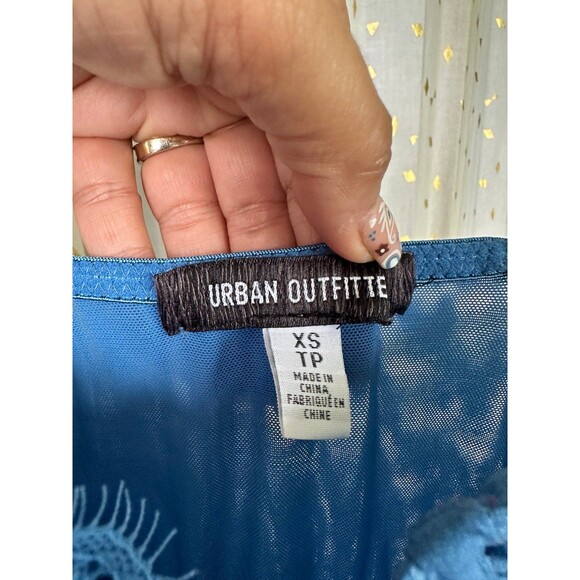 URBAN OUTFITTE
XS
TP
MADE IN
CHINA
FABRIQUÉ EN
CHINE